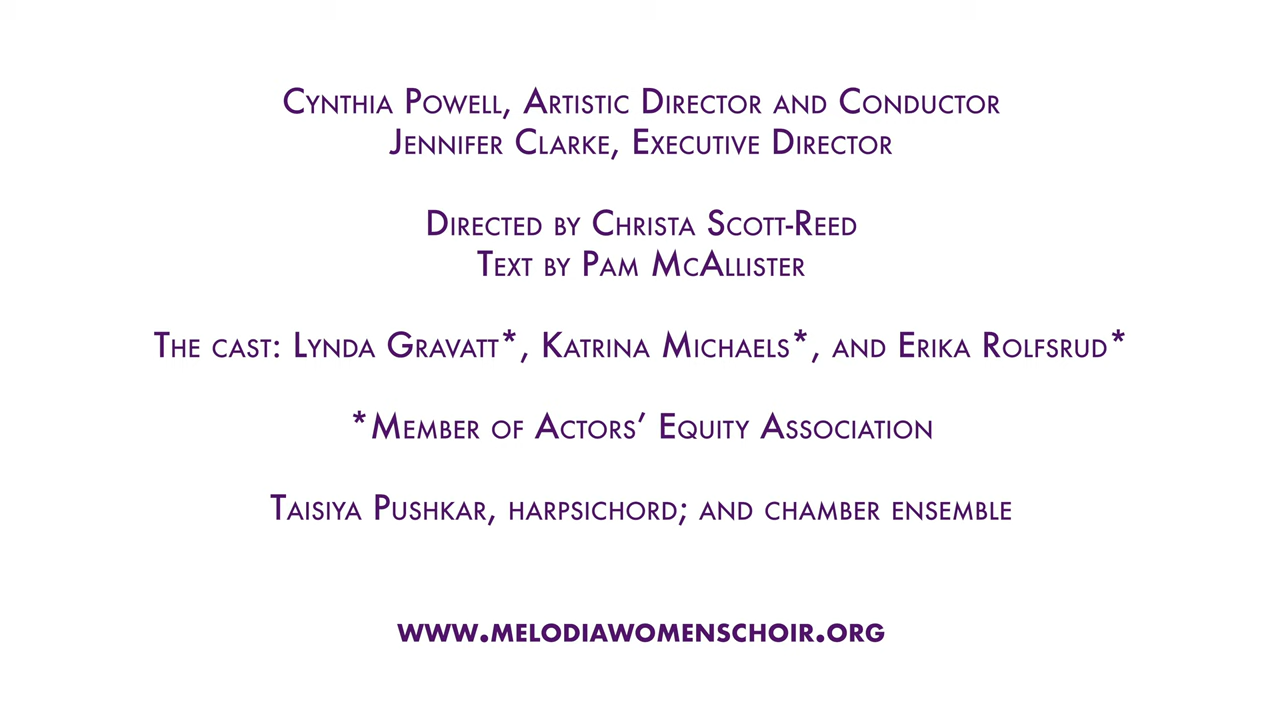 Cynthia Powell, Artistic Director and Conductor
Jennifer Clarke, Executive Director
Directed by Christa Scott-Reed
Text by Pam McAllister
The cast: Lynda Gravatt*, Katrina Michaels*, and Erika Rolfsrud*
*Member of Actors’ Equity Association
Taisiya Pushkar, harpsichord; and chamber ensemble
www.melodiawomenschoir.org